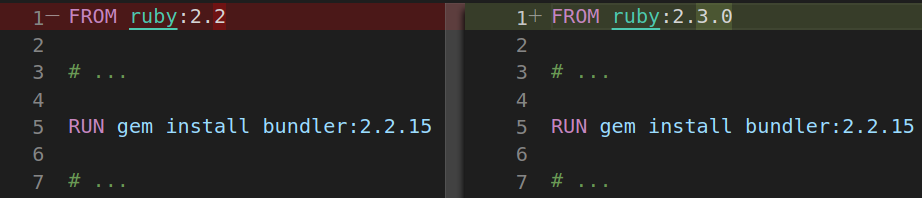 1− FROM ruby:2.2
2
3 # ...
4
5 RUN gem install bundler:2.2.15
6
7 # ...
1+ FROM ruby:2.3.0
2
3 # ...
4
5 RUN gem install bundler:2.2.15
6
7 # ...